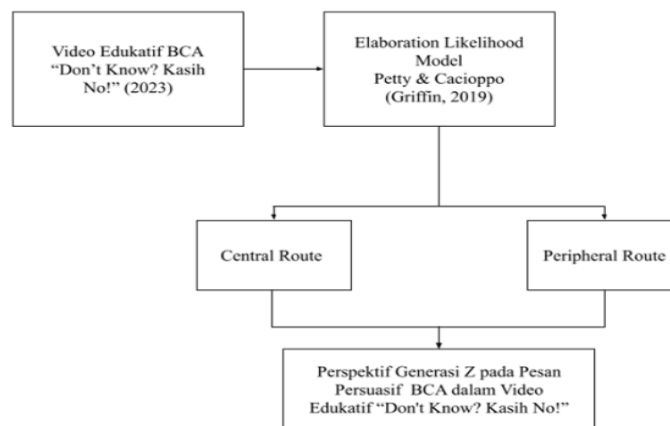 Video Edukatif BCA
“Don’t Know? Kasih
No!” (2023)
Elaboration Likelihood
Model
Petty & Cacioppo
(Griffin, 2019)
Central Route
Peripheral Route
Perspektif Generasi Z pada Pesan
Persuasif BCA dalam Video
Edukatif “Don't Know? Kasih No!”